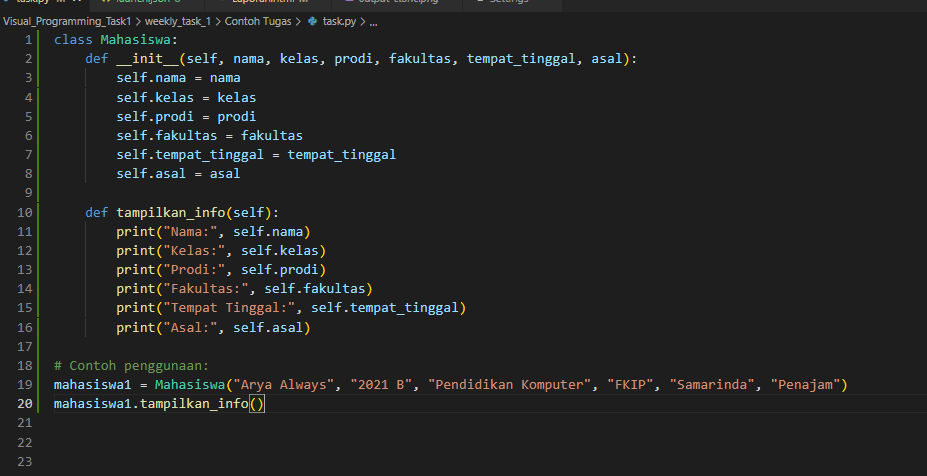 Visual_Programming_Task1 > weekly_task_1 > Contoh Tugas > task.py > ...
1 class Mahasiswa:
2     def __init__(self, nama, kelas, prodi, fakultas, tempat_tinggal, asal):
3         self.nama = nama
4         self.kelas = kelas
5         self.prodi = prodi
6         self.fakultas = fakultas
7         self.tempat_tinggal = tempat_tinggal
8         self.asal = asal
9
10     def tampilkan_info(self):
11         print("Nama:", self.nama)
12         print("Kelas:", self.kelas)
13         print("Prodi:", self.prodi)
14         print("Fakultas:", self.fakultas)
15         print("Tempat Tinggal:", self.tempat_tinggal)
16         print("Asal:", self.asal)
17
18 # Contoh penggunaan:
19 mahasiswa1 = Mahasiswa("Arya Always", "2021 B", "Pendidikan Komputer", "FKIP", "Samarinda", "Penajam")
20 mahasiswa1.tampilkan_info()
21
22
23